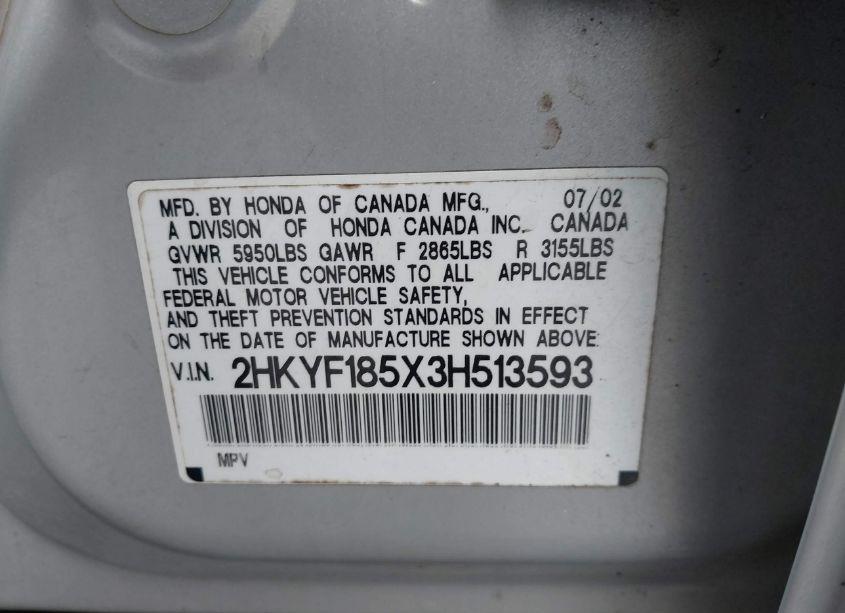 MFD. BY HONDA OF CANADA MFG., 07/02
A DIVISION OF HONDA CANADA INC. CANADA
GVWR 5950LBS GAWR F 2865LBS R 3155LBS
THIS VEHICLE CONFORMS TO ALL APPLICABLE
FEDERAL MOTOR VEHICLE SAFETY,
AND THEFT PREVENTION STANDARDS IN EFFECT
ON THE DATE OF MANUFACTURE SHOWN ABOVE:
V.I.N. 2HKYF185X3H513593
MPV